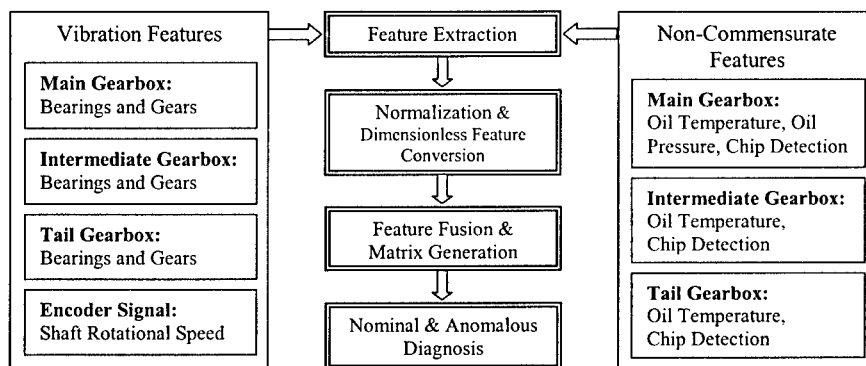 Vibration Features
Main Gearbox:
Bearings and Gears
Intermediate Gearbox:
Bearings and Gears
Tail Gearbox:
Bearings and Gears
Encoder Signal:
Shaft Rotational Speed
Feature Extraction
Normalization &
Dimensionless Feature
Conversion
Feature Fusion &
Matrix Generation
Nominal & Anomalous
Diagnosis
Non-Commensurate
Features
Main Gearbox:
Oil Temperature, Oil
Pressure, Chip Detection
Intermediate Gearbox:
Oil Temperature,
Chip Detection
Tail Gearbox:
Oil Temperature,
Chip Detection